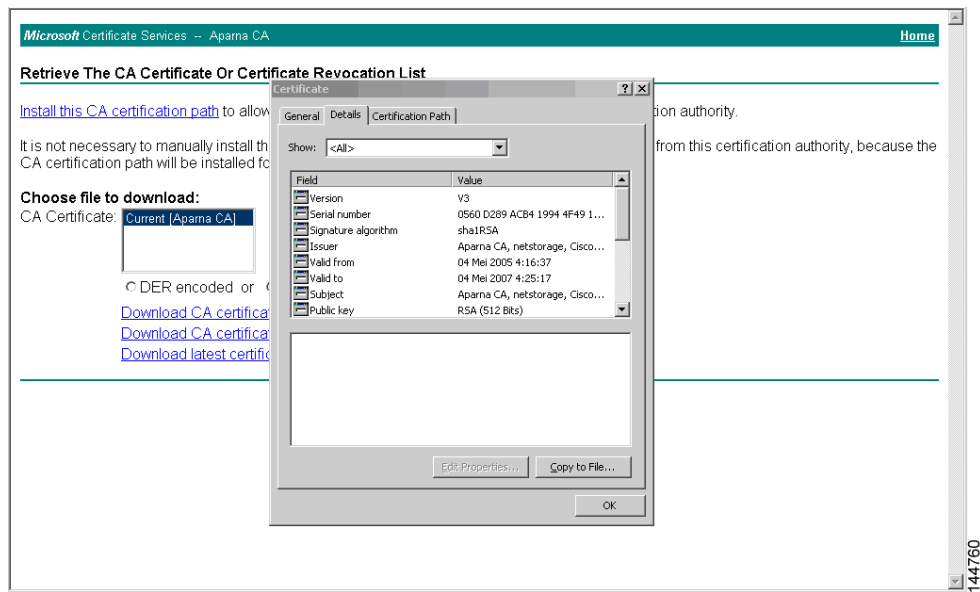 Microsoft Certificate Services -- Aparna CA Home
Retrieve The CA Certificate Or Certificate Revocation List
Install this CA certification path to allow
ion authority.
It is not necessary to manually install th
from this certification authority, because the
CA certification path will be installed fo
Choose file to download:
CA Certificate: Current [Aparna CA]
DER encoded or
Download CA certifica
Download CA certifica
Download latest certific
Certificate
General Details Certification Path
Show: <All>
Field Value
Version V3
Serial number 0560 D289 ACB4 1994 4F49 1...
Signature algorithm sha1RSA
Issuer Aparna CA, netstorage, Cisco...
Valid from 04 Mei 2005 4:16:37
Valid to 04 Mei 2007 4:25:17
Subject Aparna CA, netstorage, Cisco...
Public key RSA (512 Bits)
Edit Properties... Copy to File...
OK
144760